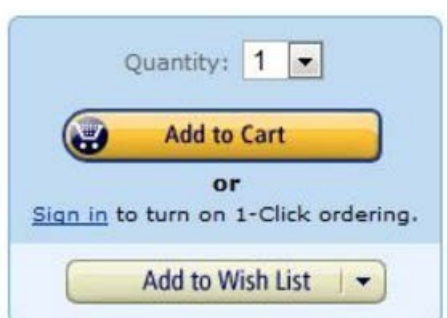 Quantity: 1
Add to Cart
or
Sign in to turn on 1-Click ordering.
Add to Wish List